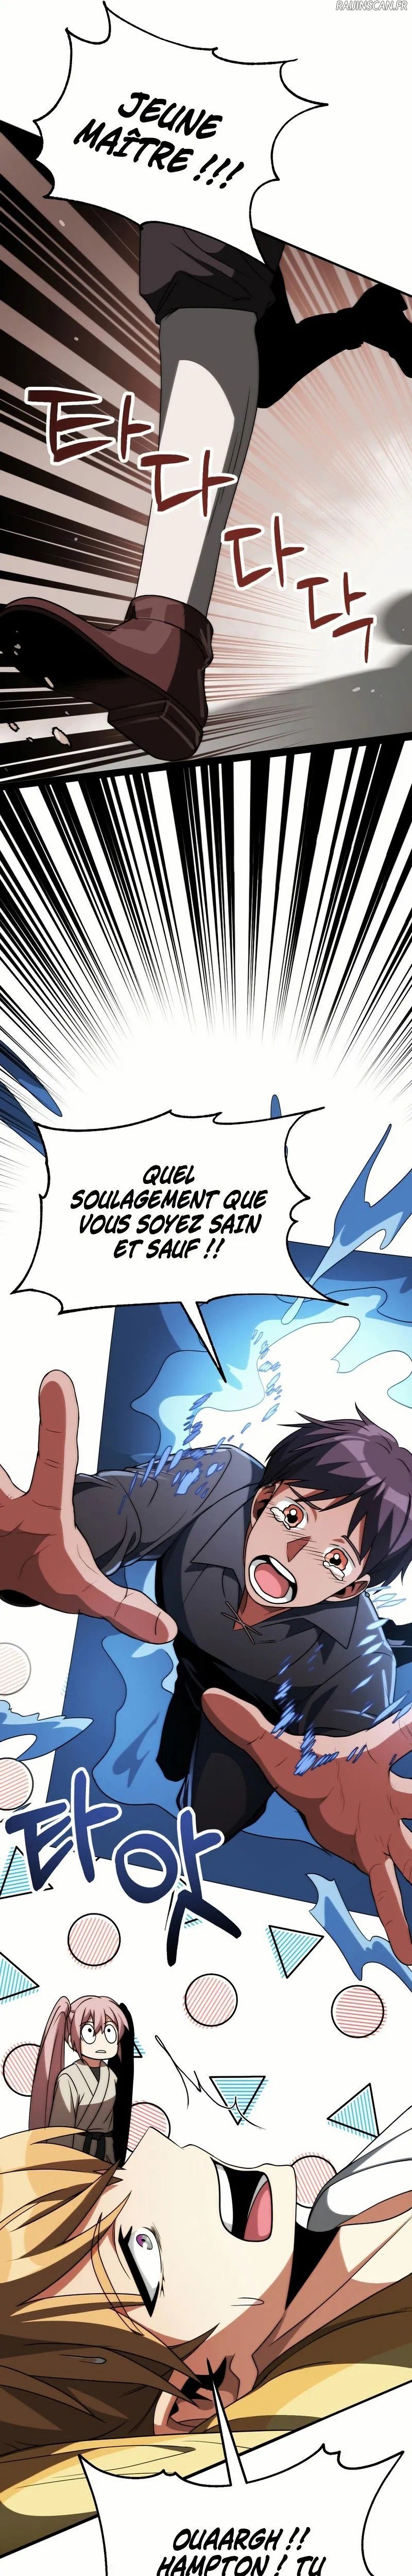 RAIJINSCAN.FR
JEUNE
MAÎTRE !!!
타다다닥
QUEL
SOULAGEMENT QUE
VOUS SOYEZ SAIN
ET SAUF !!
타앗
OUAARGH !!
HAMPTON ! TU